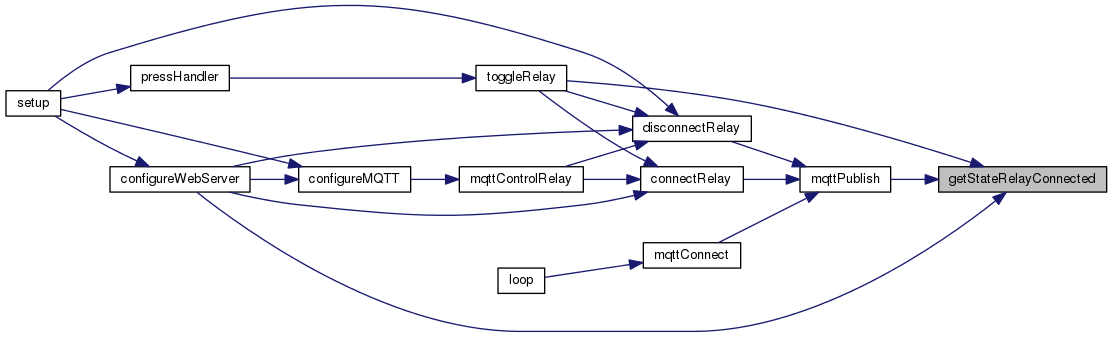 setup
pressHandler
toggleRelay
disconnectRelay
configureWebServer
configureMQTT
mqttControlRelay
connectRelay
mqttPublish
getStateRelayConnected
mqttConnect
loop